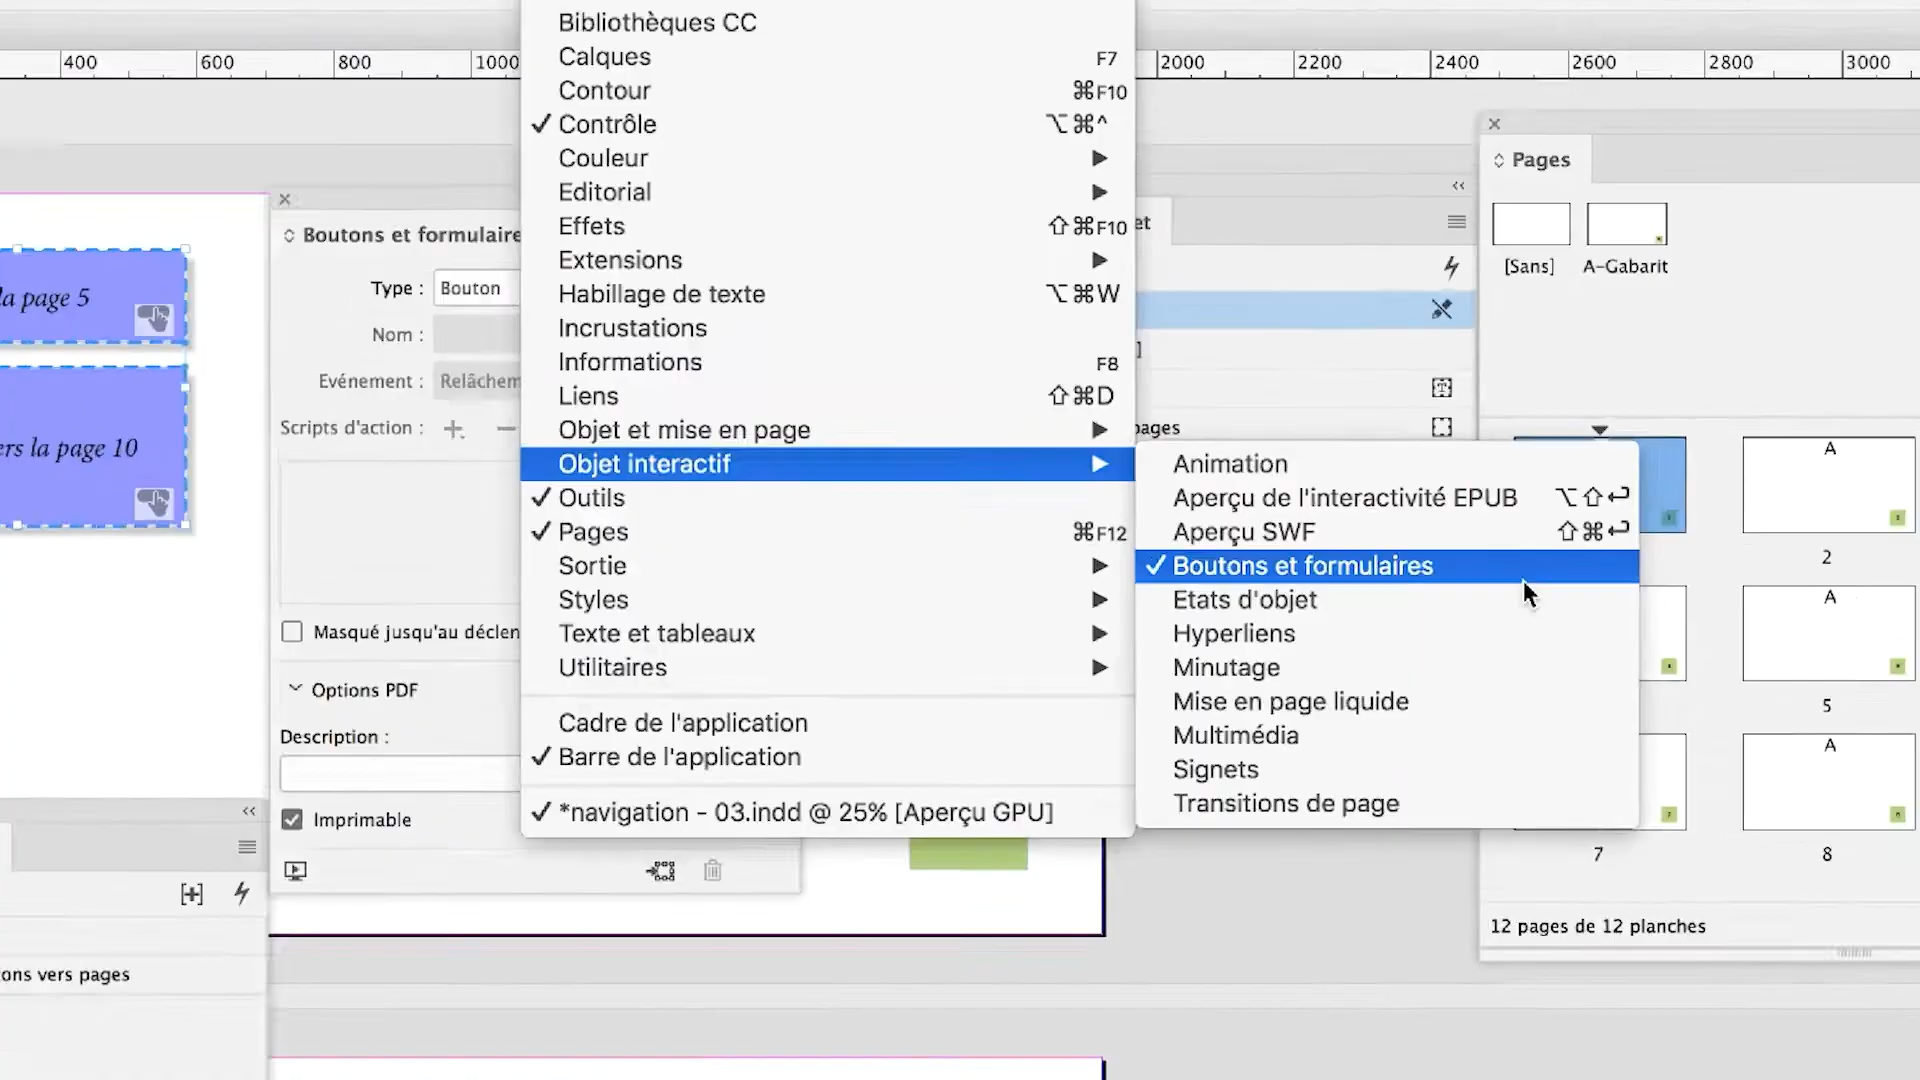 400
600
800
1000
2000
2200
2400
2600
2800
3000
Bibliothèques CC
Calques F7
Contour ⌘F10
✓ Contrôle ⌥⌘^
Couleur ▶
Editorial ▶
Effets ⇧⌘F10
Extensions ▶
Habillage de texte ⌥⌘W
Incrustations
Informations F8
Liens ⇧⌘D
Objet et mise en page ▶
Objet interactif ▶
✓ Outils
✓ Pages ⌘F12
Sortie ▶
Styles ▶
Texte et tableaux ▶
Utilitaires ▶
Cadre de l'application
✓ Barre de l'application
✓ *navigation - 03.indd @ 25% [Aperçu GPU]
Animation
Aperçu de l'interactivité EPUB ⌥⇧↩
Aperçu SWF ⇧⌘↩
✓ Boutons et formulaires
Etats d'objet
Hyperliens
Minutage
Mise en page liquide
Multimédia
Signets
Transitions de page
la page 5
ers la page 10
ons vers pages
Boutons et formulaire
Type : Bouton
Nom :
Evénement : Relâchem
Scripts d'action :
Masqué jusqu'au déclen
Options PDF
Description :
Imprimable
et
]
pages
Pages
[Sans]
A-Gabarit
A
2
A
5
A
7
8
12 pages de 12 planches